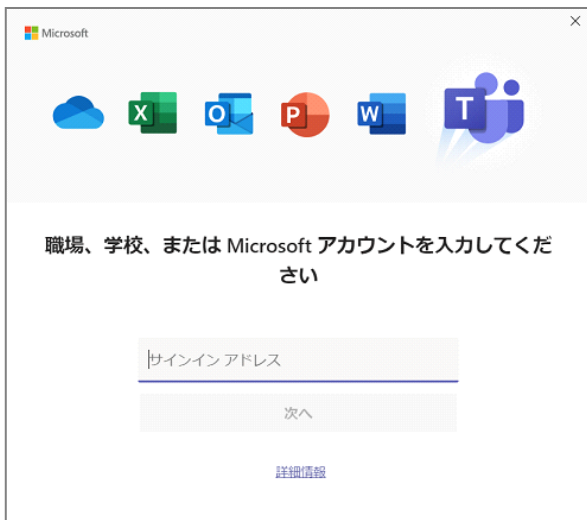 Microsoft
職場、学校、または Microsoft アカウントを入力してくだ
さい
サインイン アドレス
次へ
詳細情報